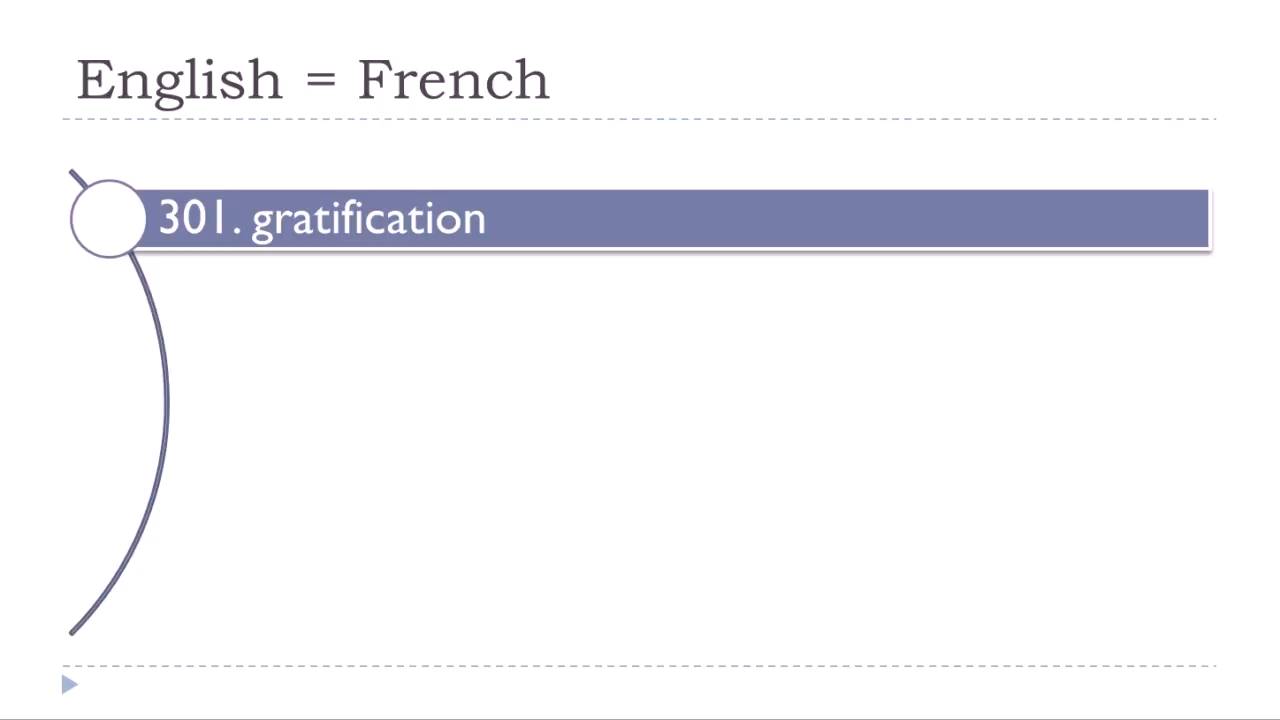 English = French
301. gratification